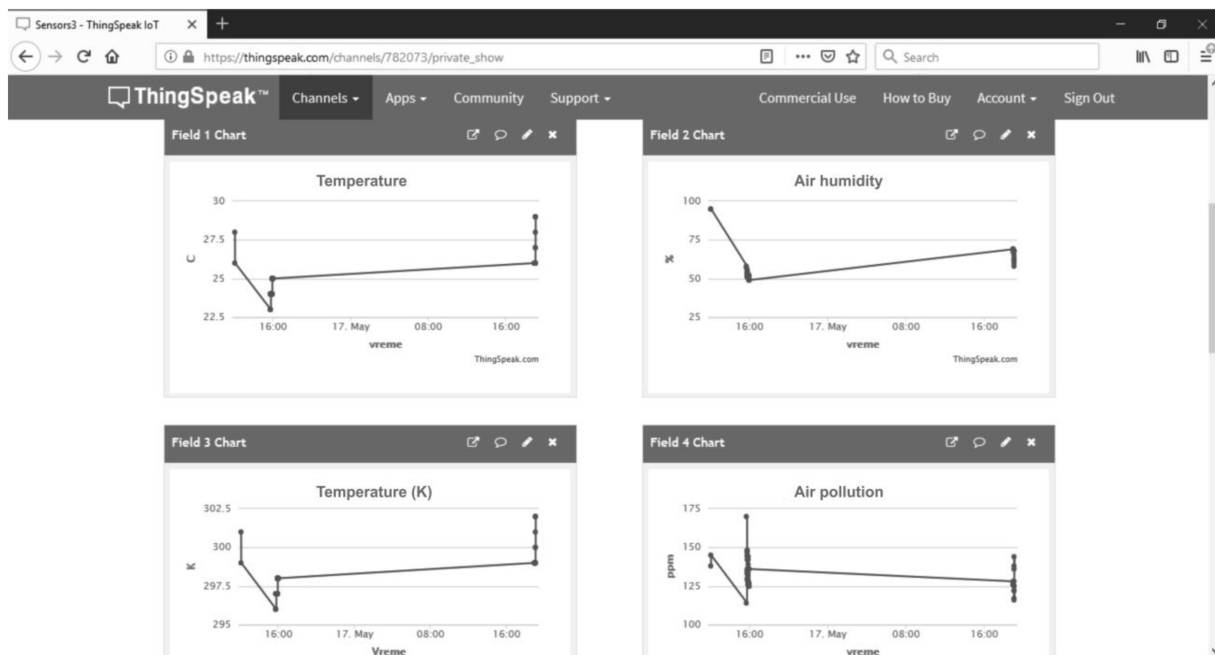 Sensors3 - ThingSpeak IoT
https://thingspeak.com/channels/782073/private_show
Search
ThingSpeak™ Channels Apps Community Support Commercial Use How to Buy Account Sign Out
Field 1 Chart
Temperature
30
27.5
25
22.5
C
16:00 17. May 08:00 16:00
vreme
ThingSpeak.com
Field 2 Chart
Air humidity
100
75
50
25
%
16:00 17. May 08:00 16:00
vreme
ThingSpeak.com
Field 3 Chart
Temperature (K)
302.5
300
297.5
295
K
16:00 17. May 08:00 16:00
Vreme
Field 4 Chart
Air pollution
175
150
125
100
ppm
16:00 17. May 08:00 16:00
vreme